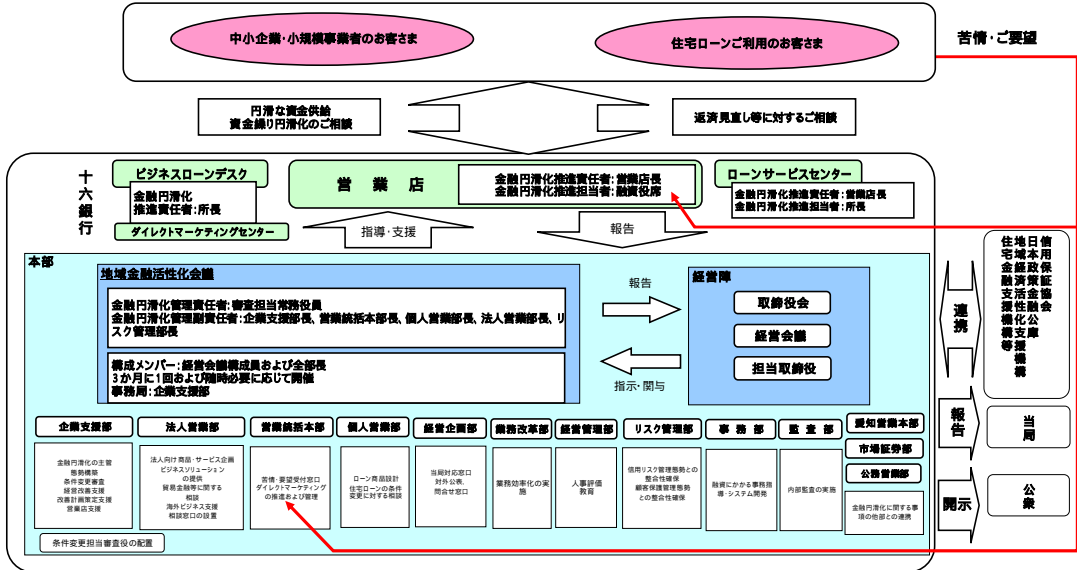 中小企業・小規模事業者のお客さま
住宅ローンご利用のお客さま
苦情・ご要望
円滑な資金供給
資金繰り円滑化のご相談
返済見直し等に対するご相談
十六銀行
ビジネスローンデスク
金融円滑化
推進責任者:所長
ダイレクトマーケティングセンター
営業店
金融円滑化推進責任者:営業店長
金融円滑化推進担当者:融資役席
ローンサービスセンター
金融円滑化推進責任者:営業店長
金融円滑化推進担当者:所長
指導・支援
報告
本部
地域金融活性化会議
金融円滑化管理責任者:審査担当常務役員
金融円滑化管理副責任者:企業支援部長、営業統括本部長、個人営業部長、法人営業部長、リ
スク管理部長
構成メンバー:経営会議構成員および全部長
3か月に1回および随時必要に応じて開催
事務局:企業支援部
報告
指示・関与
経営陣
取締役会
経営会議
担当取締役
連携
信用保証協会
日本政策金融公庫
地域経済活性化支援機構
住宅金融支援機構等
報告
当局
開示
公衆
企業支援部
金融円滑化の主管
態勢構築
条件変更審査
経営改善支援
改善計画策定支援
営業店支援
条件変更担当審査役の配置
法人営業部
法人向け商品・サービス企画
ビジネスソリューション
の提供
貿易金融等に関する
相談
海外ビジネス支援
相談窓口の設置
営業統括本部
苦情・要望受付窓口
ダイレクトマーケティング
の推進および管理
個人営業部
ローン商品設計
住宅ローンの条件
変更に対する相談
経営企画部
当局対応窓口
対外公表、
問合せ窓口
業務改革部
業務効率化の実
施
経営管理部
人事評価
教育
リスク管理部
信用リスク管理態勢との
整合性確保
顧客保護管理態勢
との整合性確保
事務部
融資にかかる事務指
導・システム開発
監査部
内部監査の実施
愛知営業本部
市場証券部
公務営業部
金融円滑化に関する事
項の他部との連携